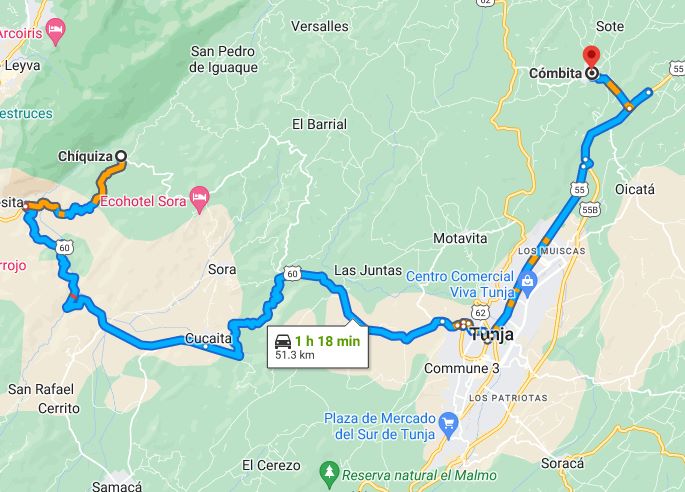 Versalles
Sote
Arcoiris
Leyva
San Pedro
de Iguaque
Cómbita
55
estruces
El Barrial
Chíquiza
55
Oicatá
55B
esita
Ecohotel Sora
Motavita
LOS MUISCAS
60
rrojo
Sora
60
Las Juntas
Centro Comercial
Viva Tunja
62
Tunja
Cucaita
1 h 18 min
51.3 km
Commune 3
San Rafael
Cerrito
LOS PATRIOTAS
Plaza de Mercado
del Sur de Tunja
El Cerezo
Soracá
Reserva natural el Malmo
Samacá